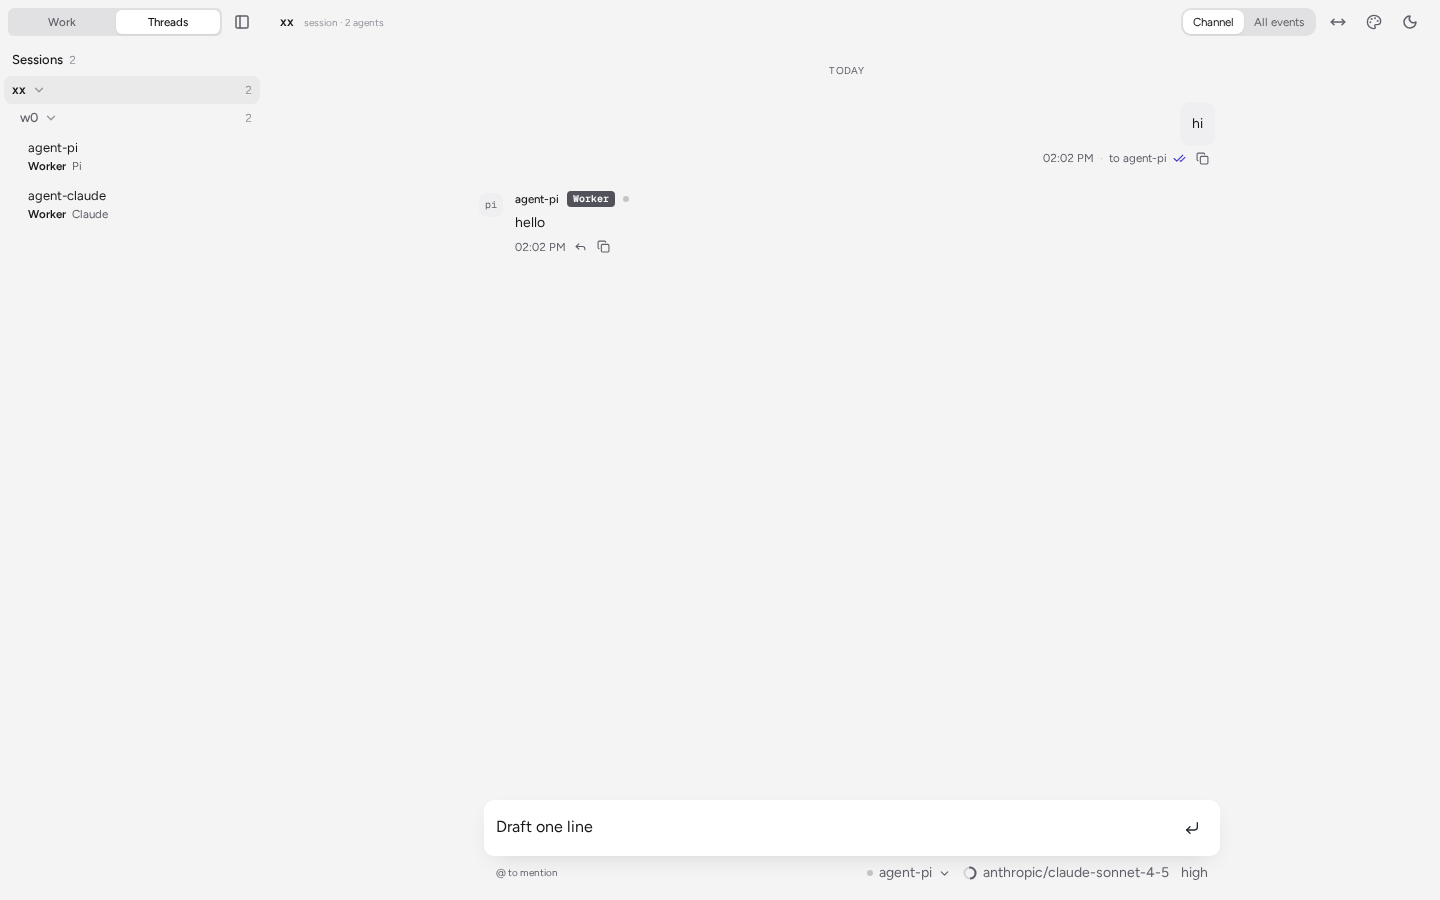 Work Threads xx session · 2 agents Channel All events
Sessions 2
TODAY
xx 2
hi
w0 2
agent-pi
Worker Pi
02:02 PM · to agent-pi
agent-claude
Worker Claude
pi agent-pi Worker
hello
02:02 PM
Draft one line
@ to mention agent-pi anthropic/claude-sonnet-4-5 high